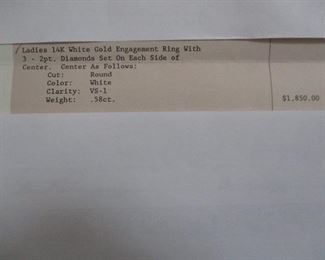 Ladies 14K White Gold Engagement Ring With
3 - 2pt. Diamonds Set On Each Side of
Center. Center As Follows:
Cut: Round
Color: White
Clarity: VS-1
Weight: .58ct. $1,850.00